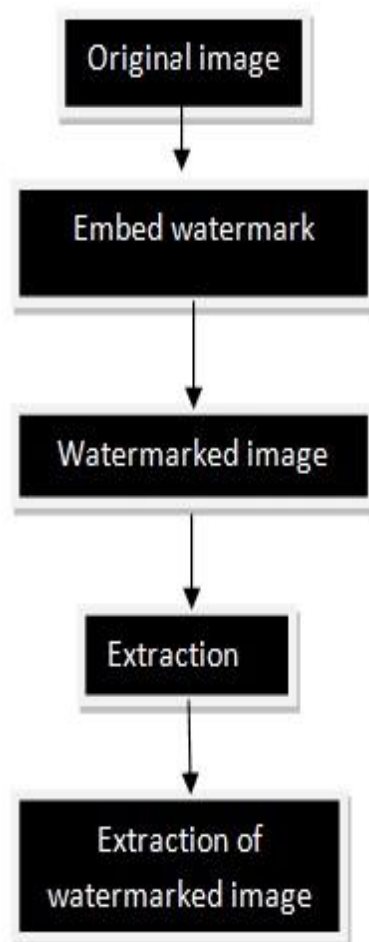 Original image
Embed watermark
Watermarked image
Extraction
Extraction of
watermarked image